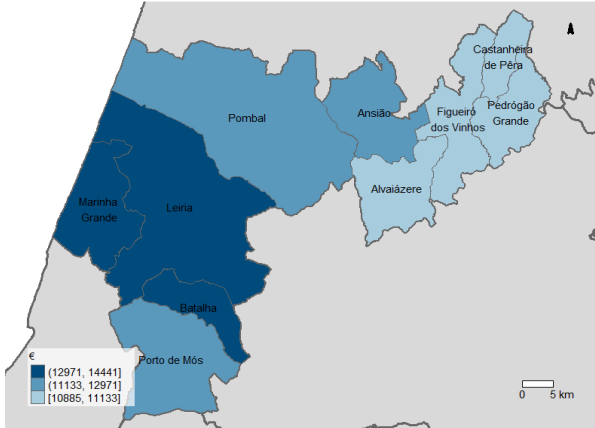 Castanheira
de Pêra
Pombal
Ansião
Figueiró
dos Vinhos
Pedrógão
Grande
Alvaiázere
Marinha
Grande
Leiria
Batalha
Porto de Mós
€
(12971, 14441]
(11133, 12971]
[10885, 11133]
0 5 km